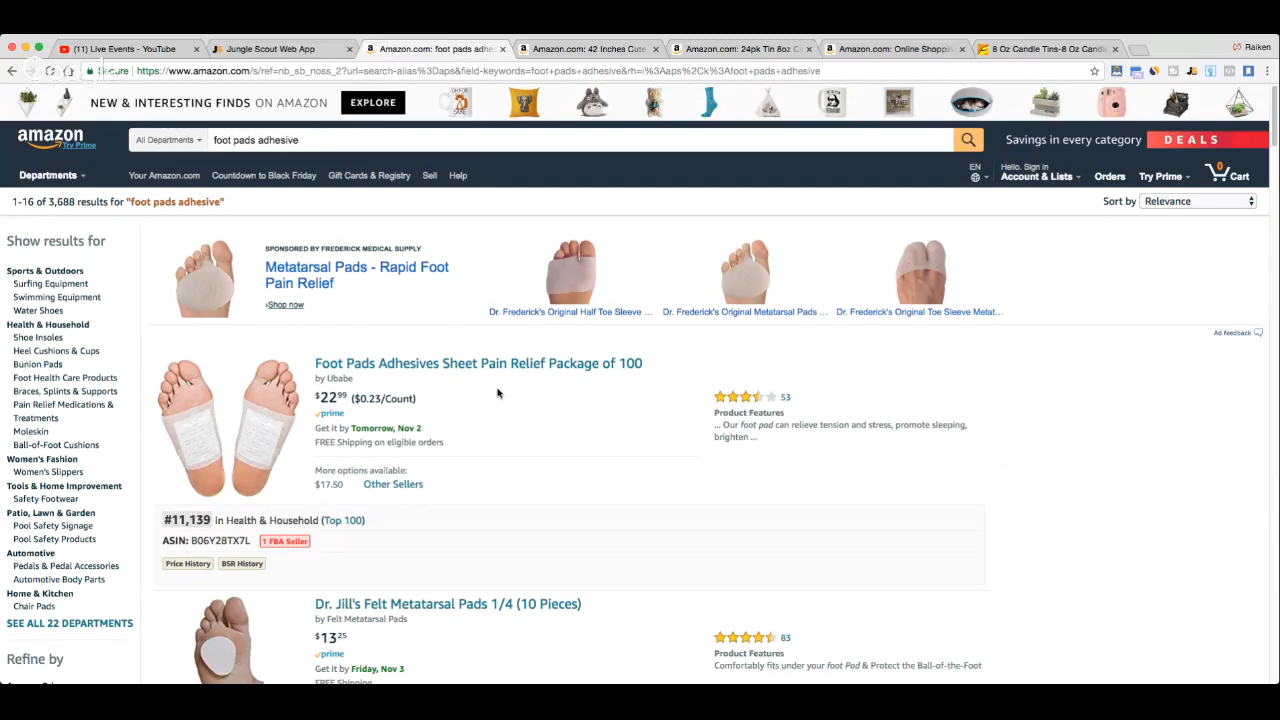 (11) Live Events - YouTube
Jungle Scout Web App
Amazon.com: foot pads adhes
Amazon.com: 42 Inches Cute
Amazon.com: 24pk Tin 8oz C
Amazon.com: Online Shoppin
8 Oz Candle Tins-8 Oz Candle
Raiken
Secure
https://www.amazon.com/s/ref=nb_sb_noss_2?url=search-alias%3Daps&field-keywords=foot+pads+adhesive&rh=i%3Aaps%2Ck%3Afoot+pads+adhesive
NEW & INTERESTING FINDS ON AMAZON
EXPLORE
amazon
Try Prime
All Departments
foot pads adhesive
Savings in every category
DEALS
Departments
Your Amazon.com
Countdown to Black Friday
Gift Cards & Registry
Sell
Help
EN
Hello. Sign in
Account & Lists
Orders
Try Prime
0
Cart
1-16 of 3,688 results for "foot pads adhesive"
Sort by
Relevance
Show results for
Sports & Outdoors
Surfing Equipment
Swimming Equipment
Water Shoes
Health & Household
Shoe Insoles
Heel Cushions & Cups
Bunion Pads
Foot Health Care Products
Braces, Splints & Supports
Pain Relief Medications &
Treatments
Moleskin
Ball-of-Foot Cushions
Women's Fashion
Women's Slippers
Tools & Home Improvement
Safety Footwear
Patio, Lawn & Garden
Pool Safety Signage
Pool Safety Products
Automotive
Pedals & Pedal Accessories
Automotive Body Parts
Home & Kitchen
Chair Pads
SEE ALL 22 DEPARTMENTS
Refine by
SPONSORED BY FREDERICK MEDICAL SUPPLY
Metatarsal Pads - Rapid Foot
Pain Relief
›Shop now
Dr. Frederick's Original Half Toe Sleeve ...
Dr. Frederick's Original Metatarsal Pads ...
Dr. Frederick's Original Toe Sleeve Metat...
Ad feedback
Foot Pads Adhesives Sheet Pain Relief Package of 100
by Ubabe
$22 99 ($0.23/Count)
prime
Get it by Tomorrow, Nov 2
FREE Shipping on eligible orders
More options available:
$17.50 Other Sellers
53
Product Features
... Our foot pad can relieve tension and stress, promote sleeping,
brighten ...
#11,139 in Health & Household (Top 100)
ASIN: B06Y28TX7L
1 FBA Seller
Price History
BSR History
Dr. Jill's Felt Metatarsal Pads 1/4 (10 Pieces)
by Felt Metatarsal Pads
$13 25
prime
Get it by Friday, Nov 3
FREE Shipping
83
Product Features
Comfortably fits under your foot Pad & Protect the Ball-of-the-Foot